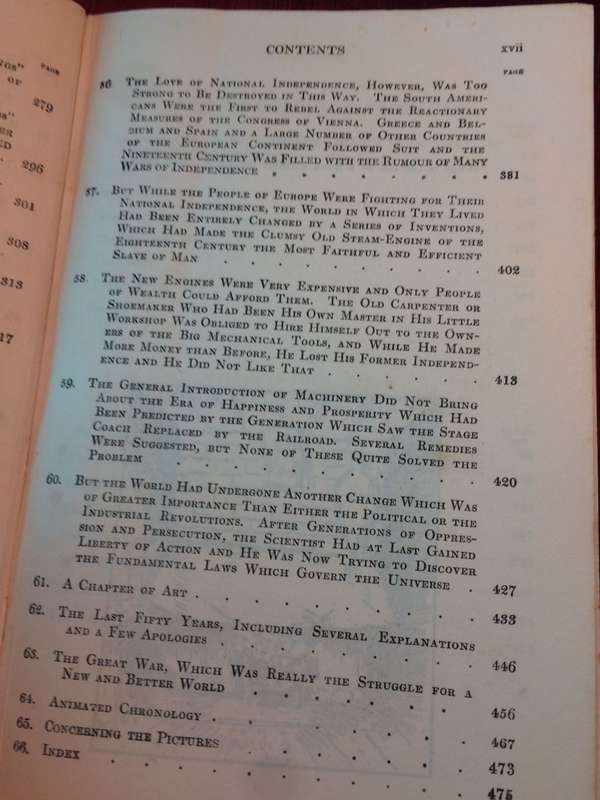 PAGE
NGS"
OF
279
GS"
ER
ED
296
301
308
313
17
CONTENTS xvii
PAGE
56 The Love of National Independence, However, Was Too
Strong to Be Destroyed in This Way. The South Ameri-
cans Were the First to Rebel Against the Reactionary
Measures of the Congress of Vienna. Greece and Bel-
gium and Spain and a Large Number of Other Countries
of the European Continent Followed Suit and the
Nineteenth Century Was Filled with the Rumour of Many
Wars of Independence . . . . . . . 381
57. But While the People of Europe Were Fighting for Their
National Independence, the World in Which They Lived
Had Been Entirely Changed by a Series of Inventions,
Which Had Made the Clumsy Old Steam-Engine of the
Eighteenth Century the Most Faithful and Efficient
Slave of Man . . . . . . . . . 402
58. The New Engines Were Very Expensive and Only People
of Wealth Could Afford Them. The Old Carpenter or
Shoemaker Who Had Been His Own Master in His Little
Workshop Was Obliged to Hire Himself Out to the Own-
ers of the Big Mechanical Tools, and While He Made
More Money than Before, He Lost His Former Independ-
ence and He Did Not Like That . . . . . 413
59. The General Introduction of Machinery Did Not Bring
About the Era of Happiness and Prosperity Which Had
Been Predicted by the Generation Which Saw the Stage
Coach Replaced by the Railroad. Several Remedies
Were Suggested, but None of These Quite Solved the
Problem . . . . . . . . . 420
60. But the World Had Undergone Another Change Which Was
of Greater Importance Than Either the Political or the
Industrial Revolutions. After Generations of Oppres-
sion and Persecution, the Scientist Had at Last Gained
Liberty of Action and He Was Now Trying to Discover
the Fundamental Laws Which Govern the Universe . 427
61. A Chapter of Art . . . . . . . . 433
62. The Last Fifty Years, Including Several Explanations
and a Few Apologies . . . . . . . 446
63. The Great War, Which Was Really the Struggle for a
New and Better World . . . . . . . 456
64. Animated Chronology . . . . . . . 467
65. Concerning the Pictures . . . . . . 473
66. Index . . . . . . . . . 475